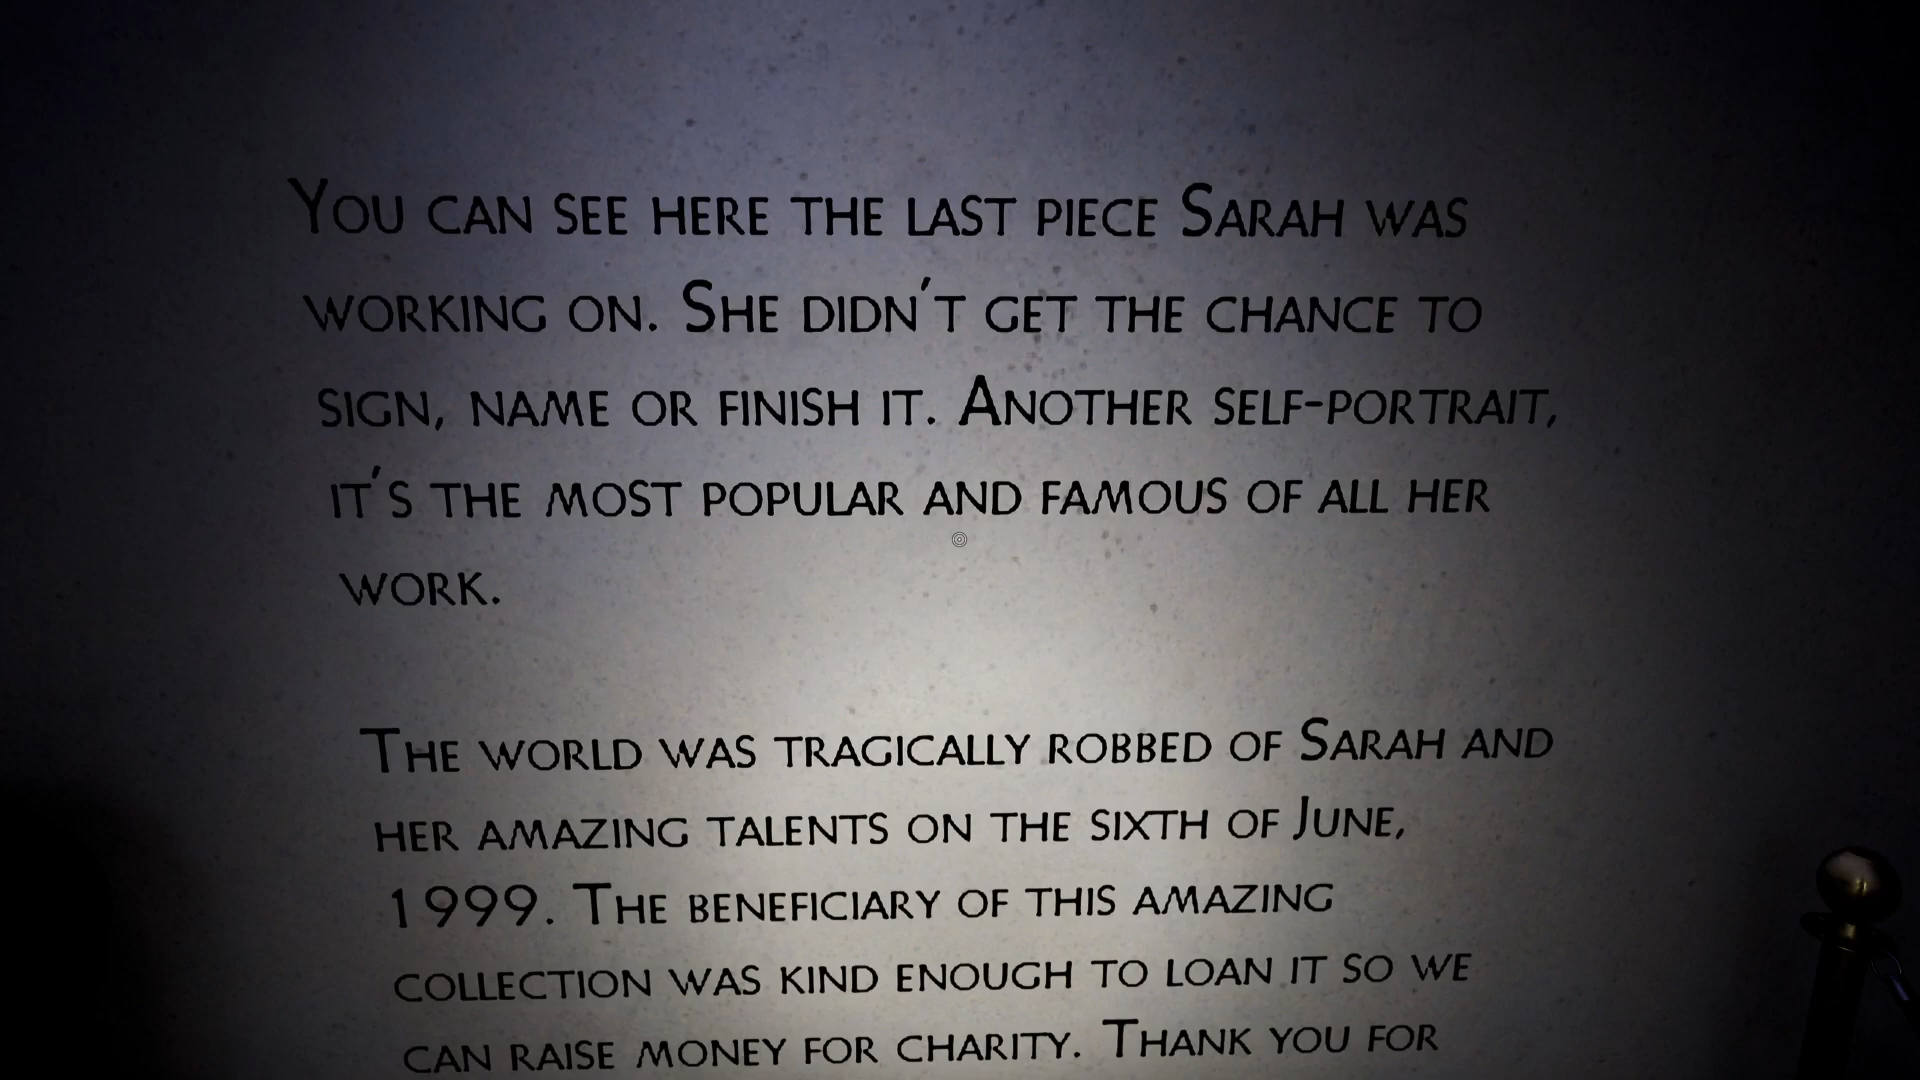 You can see here the last piece Sarah was
working on. She didn't get the chance to
sign, name or finish it. Another self-portrait,
it's the most popular and famous of all her
work.
The world was tragically robbed of Sarah and
her amazing talents on the sixth of June,
1999. The beneficiary of this amazing
collection was kind enough to loan it so we
can raise money for charity. Thank you for